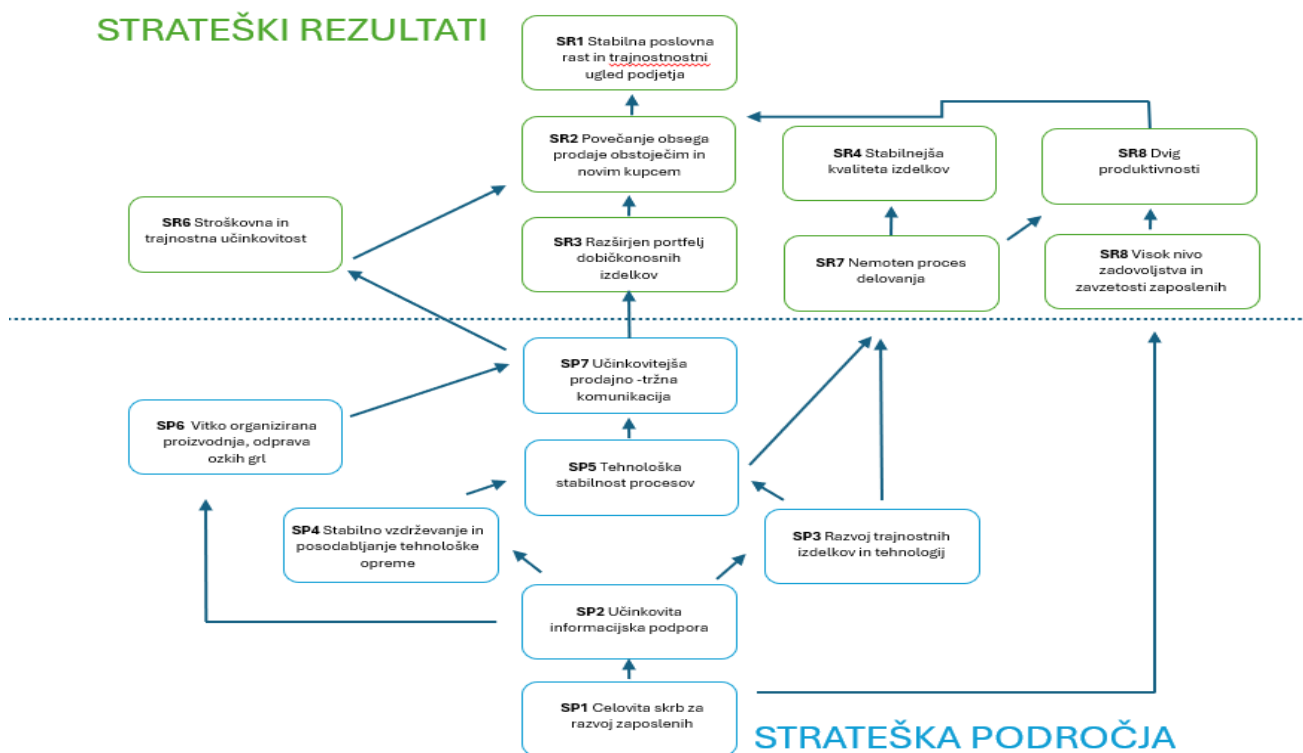 STRATEŠKI REZULTATI
SR1 Stabilna poslovna
rast in trajnostnostni
ugled podjetja
SR2 Povečanje obsega
prodaje obstoječim in
novim kupcem
SR4 Stabilnejša
kvaliteta izdelkov
SR8 Dvig
produktivnosti
SR6 Stroškovna in
trajnostna učinkovitost
SR3 Razširjen portfelj
dobičkonosnih
izdelkov
SR7 Nemoten proces
delovanja
SR8 Visok nivo
zadovoljstva in
zavzetosti zaposlenih
SP7 Učinkovitejša
prodajno -tržna
komunikacija
SP6 Vitko organizirana
proizvodnja, odprava
ozkih grl
SP5 Tehnološka
stabilnost procesov
SP4 Stabilno vzdrževanje in
posodabljanje tehnološke
opreme
SP3 Razvoj trajnostnih
izdelkov in tehnologij
SP2 Učinkovita
informacijska podpora
SP1 Celovita skrb za
razvoj zaposlenih
STRATEŠKA PODROČJA